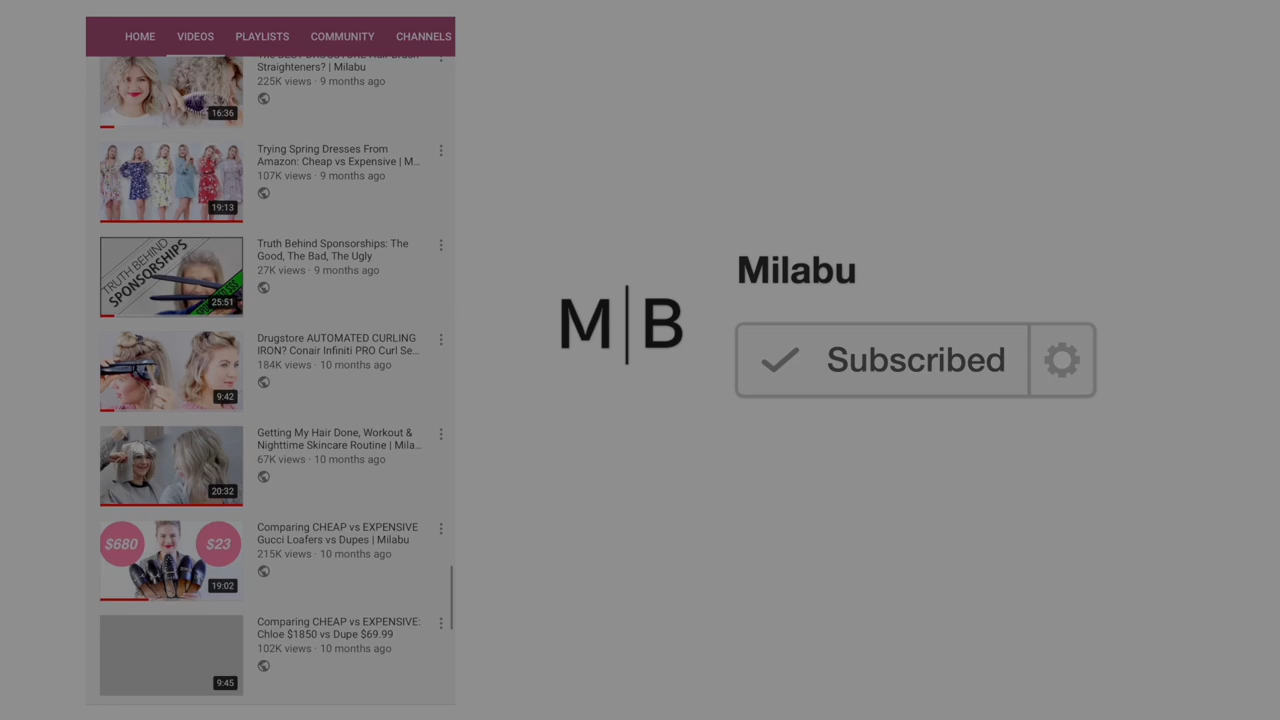 HOME VIDEOS PLAYLISTS COMMUNITY CHANNELS
Straighteners? | Milabu
225K views · 9 months ago
16:36
Trying Spring Dresses From
Amazon: Cheap vs Expensive | M...
107K views · 9 months ago
19:13
TRUTH BEHIND
SPONSORSHIPS
25:51
Truth Behind Sponsorships: The
Good, The Bad, The Ugly
27K views · 9 months ago
Drugstore AUTOMATED CURLING
IRON? Conair Infiniti PRO Curl Se...
184K views · 10 months ago
9:42
Getting My Hair Done, Workout &
Nighttime Skincare Routine | Mila...
67K views · 10 months ago
20:32
$680
$23
19:02
Comparing CHEAP vs EXPENSIVE
Gucci Loafers vs Dupes | Milabu
215K views · 10 months ago
Comparing CHEAP vs EXPENSIVE:
Chloe $1850 vs Dupe $69.99
102K views · 10 months ago
9:45
M|B
Milabu
Subscribed